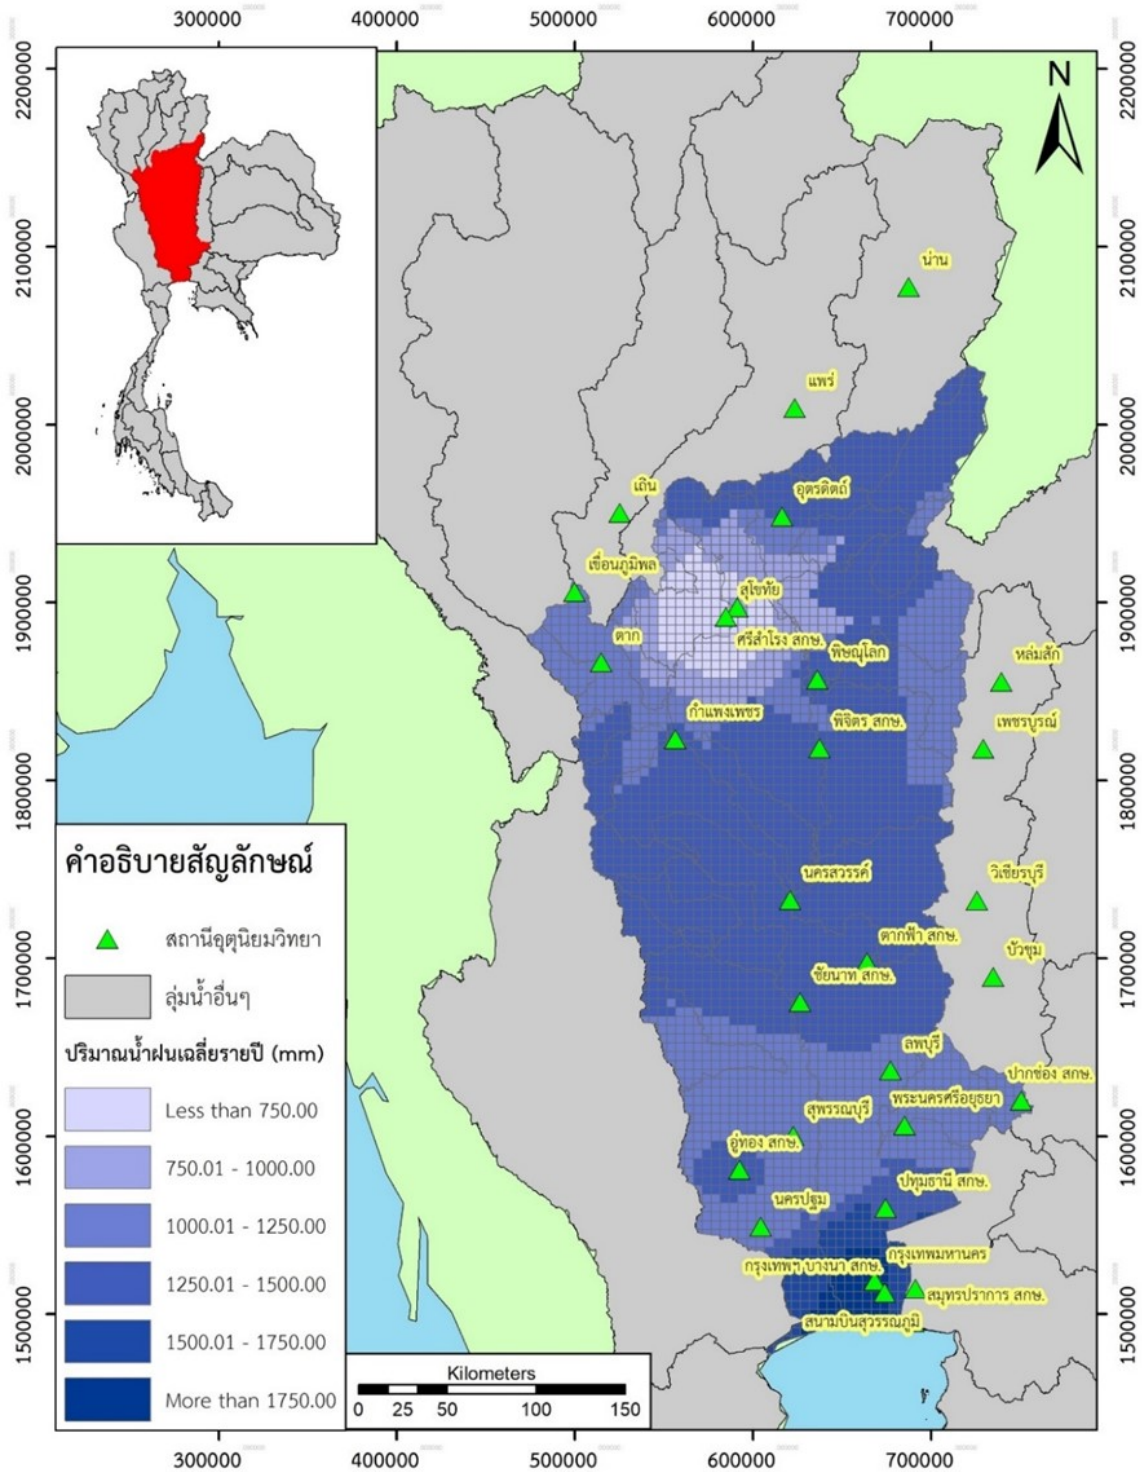 300000 400000 500000 600000 700000
2200000 2200000
2100000 2100000
2000000 2000000
1900000 1900000
1800000 1800000
1700000 1700000
1600000 1600000
1500000 1500000
N
น่าน
แพร่
เถิน
อุตรดิตถ์
เขื่อนภูมิพล
สุโขทัย
ตาก
ศรีสำโรง สกษ.
พิษณุโลก
หล่มสัก
กำแพงเพชร
พิจิตร สกษ.
เพชรบูรณ์
นครสวรรค์
วิเชียรบุรี
ตากฟ้า สกษ.
บัวชุม
ชัยนาท สกษ.
ลพบุรี
ปากช่อง สกษ.
สุพรรณบุรี
พระนครศรีอยุธยา
อู่ทอง สกษ.
ปทุมธานี สกษ.
นครปฐม
กรุงเทพมหานคร
กรุงเทพฯ บางนา สกษ.
สมุทรปราการ สกษ.
สนามบินสุวรรณภูมิ
คำอธิบายสัญลักษณ์
สถานีอุตุนิยมวิทยา
ลุ่มน้ำอื่นๆ
ปริมาณน้ำฝนเฉลี่ยรายปี (mm)
Less than 750.00
750.01 - 1000.00
1000.01 - 1250.00
1250.01 - 1500.00
1500.01 - 1750.00
More than 1750.00
Kilometers
0 25 50 100 150
300000 400000 500000 600000 700000